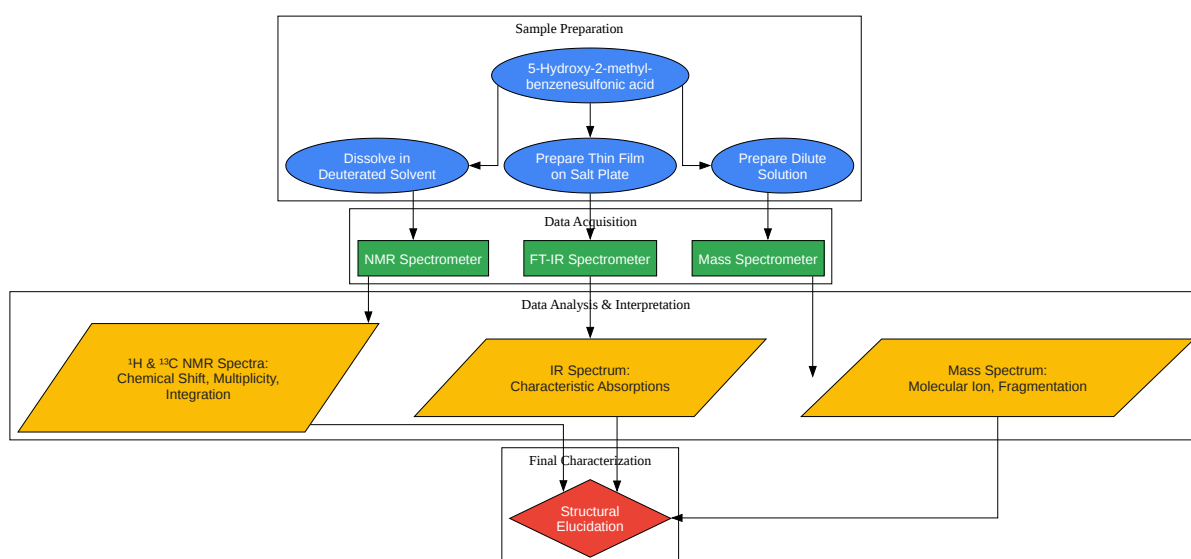 Sample Preparation
5-Hydroxy-2-methyl-
benzenesulfonic acid
Dissolve in
Deuterated Solvent
Prepare Thin Film
on Salt Plate
Prepare Dilute
Solution
Data Acquisition
NMR Spectrometer
FT-IR Spectrometer
Mass Spectrometer
Data Analysis & Interpretation
¹H & ¹³C NMR Spectra:
Chemical Shift, Multiplicity,
Integration
IR Spectrum:
Characteristic Absorptions
Mass Spectrum:
Molecular Ion, Fragmentation
Final Characterization
Structural
Elucidation